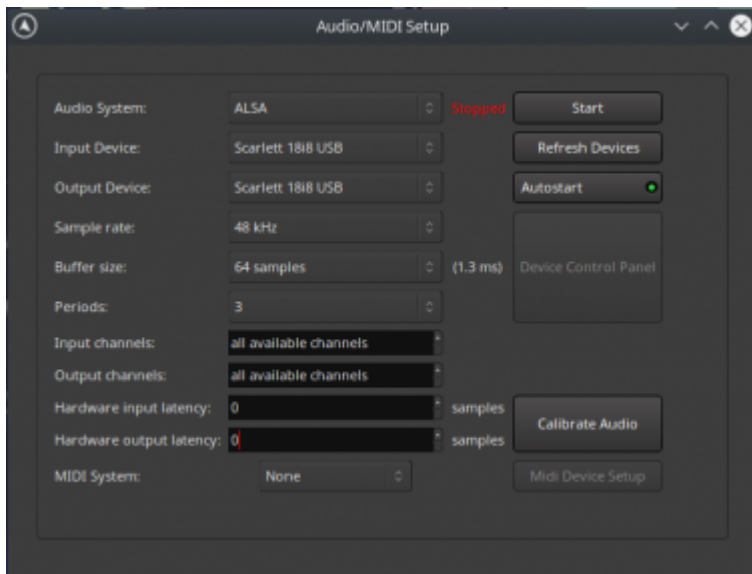 Audio/MIDI Setup
Audio System: ALSA Stopped Start
Input Device: Scarlett 18i8 USB Refresh Devices
Output Device: Scarlett 18i8 USB Autostart
Sample rate: 48 kHz
Buffer size: 64 samples (1.3 ms) Device Control Panel
Periods: 3
Input channels: all available channels
Output channels: all available channels
Hardware input latency: 0 samples
Calibrate Audio
Hardware output latency: 0 samples
MIDI System: None Midi Device Setup